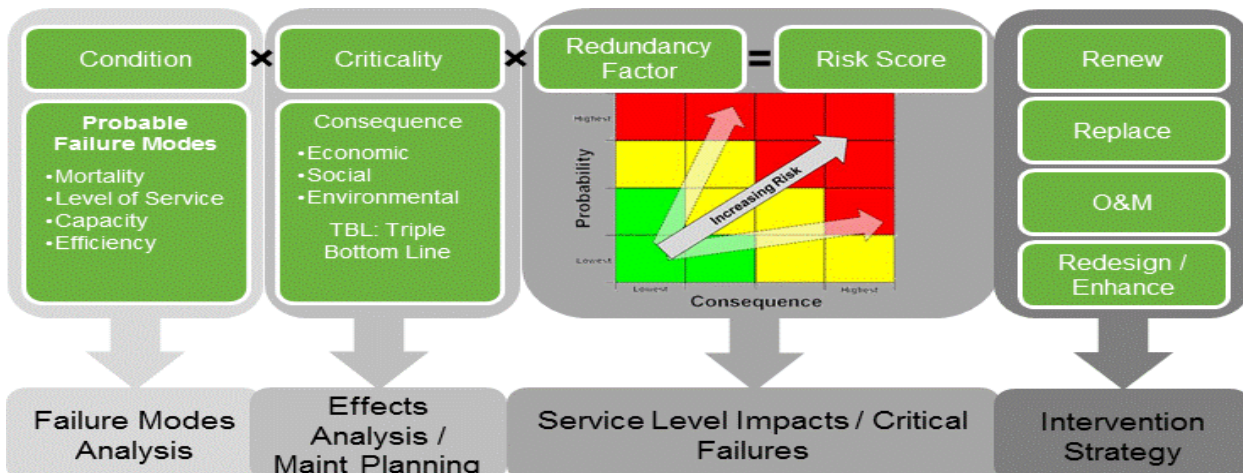 Condition
×
Criticality
×
Redundancy
Factor
=
Risk Score
Probable
Failure Modes
•Mortality
•Level of Service
•Capacity
•Efficiency
Consequence
•Economic
•Social
•Environmental
TBL: Triple
Bottom Line
Highest
Probability
Lowest
Increasing Risk
Lowest
Highest
Consequence
Renew
Replace
O&M
Redesign /
Enhance
Failure Modes
Analysis
Effects
Analysis /
Maint Planning
Service Level Impacts / Critical
Failures
Intervention
Strategy